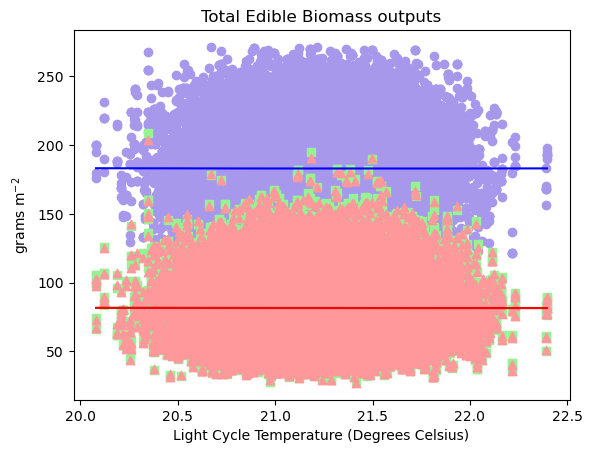 Total Edible Biomass outputs
grams m⁻²
250
200
150
100
50
20.0 20.5 21.0 21.5 22.0 22.5
Light Cycle Temperature (Degrees Celsius)